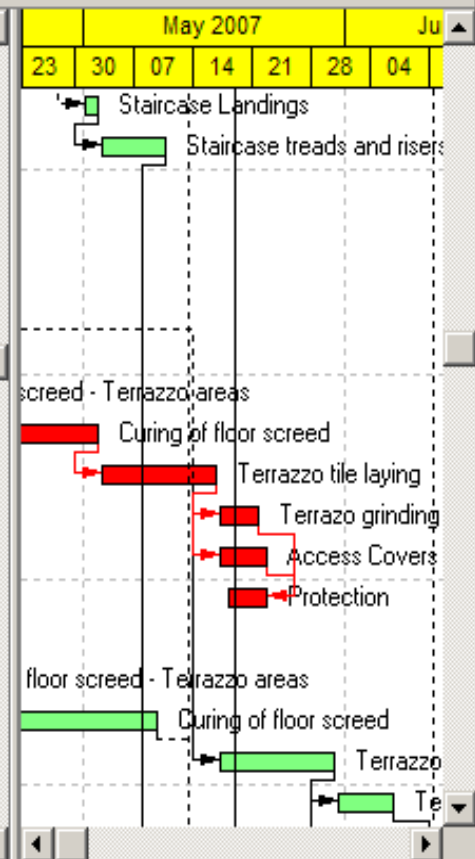 May 2007 Ju
23 30 07 14 21 28 04
Staircase Landings
Staircase treads and risers
screed - Terrazzo areas
Curing of floor screed
Terrazzo tile laying
Terrazo grinding
Access Covers
Protection
floor screed - Terrazzo areas
Curing of floor screed
Terrazzo
Te